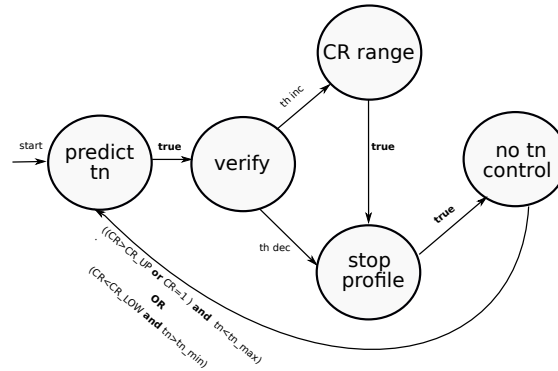 CR range
th inc
start
predict
tn
true
verify
true
no tn
control
true
th dec
stop
profile
((CR>CR_UP or CR=1 ) and tn<tn_max)
OR
(CR<CR_LOW and tn>tn_min)